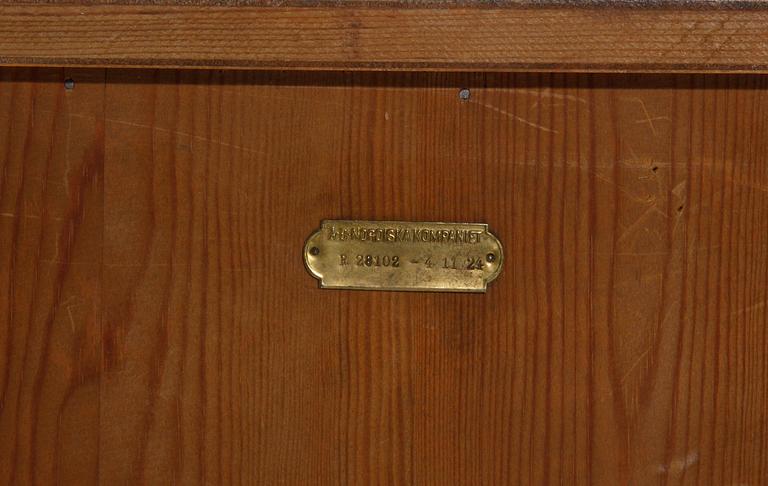 A·B·NORDISKA KOMPANIET
R 28102 - 4 11 24